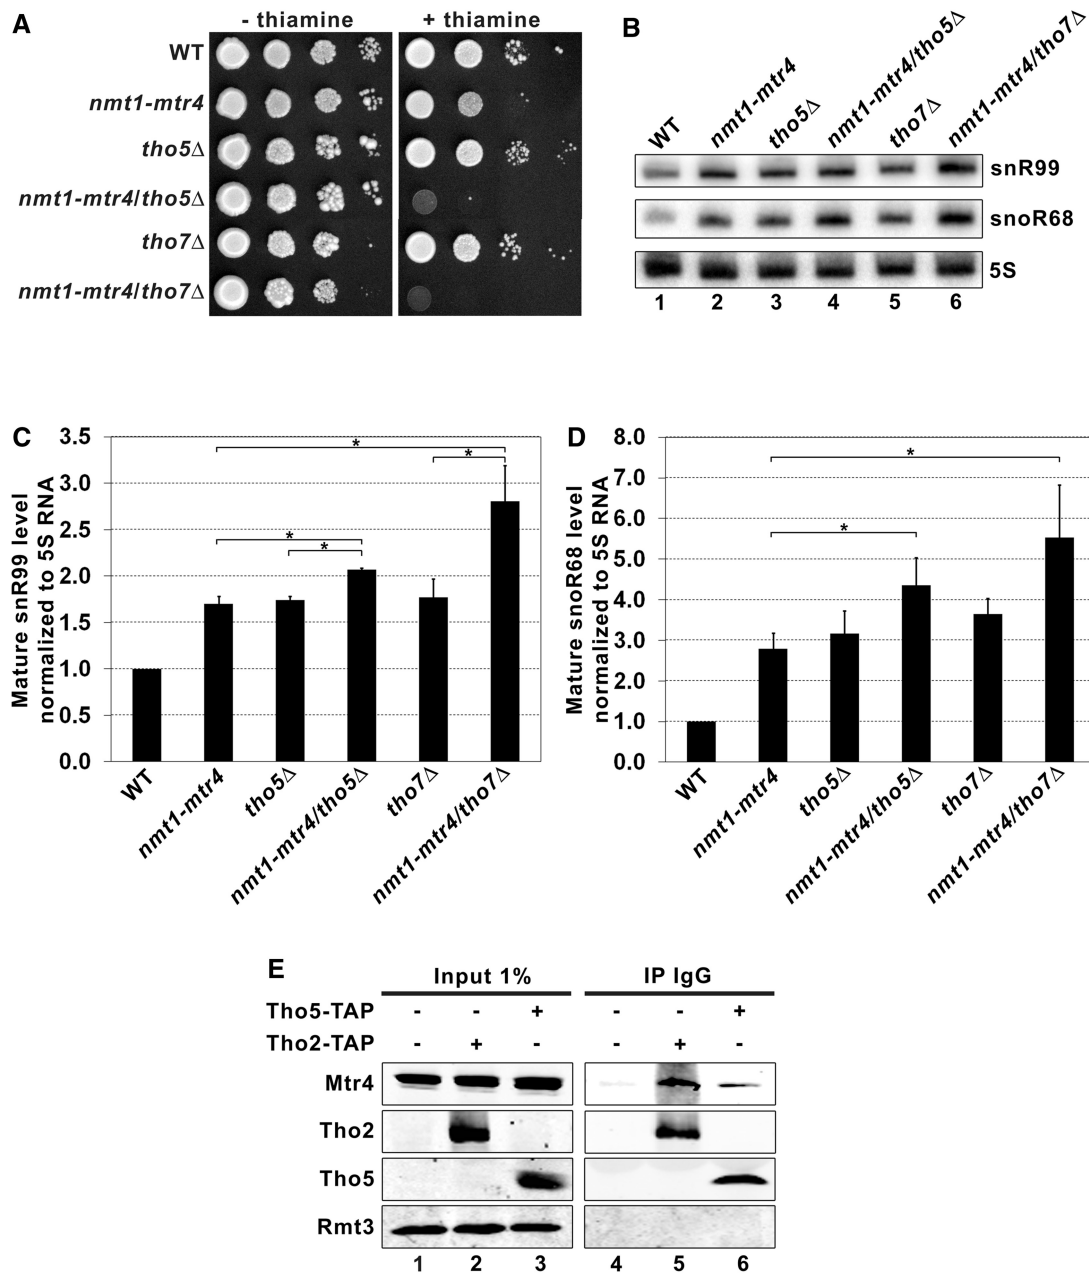 A
- thiamine
+ thiamine
WT
nmt1-mtr4
tho5Δ
nmt1-mtr4/tho5Δ
tho7Δ
nmt1-mtr4/tho7Δ
B
WT
nmt1-mtr4
tho5Δ
nmt1-mtr4/tho5Δ
tho7Δ
nmt1-mtr4/tho7Δ
snR99
snoR68
5S
1 2 3 4 5 6
C
Mature snR99 level
normalized to 5S RNA
3.5
3.0
2.5
2.0
1.5
1.0
0.5
0.0
*
*
*
*
WT
nmt1-mtr4
tho5Δ
nmt1-mtr4/tho5Δ
tho7Δ
nmt1-mtr4/tho7Δ
D
Mature snoR68 level
normalized to 5S RNA
8.0
7.0
6.0
5.0
4.0
3.0
2.0
1.0
0.0
*
*
WT
nmt1-mtr4
tho5Δ
nmt1-mtr4/tho5Δ
tho7Δ
nmt1-mtr4/tho7Δ
E
Input 1%
IP IgG
Tho5-TAP - - + - - +
Tho2-TAP - + - - + -
Mtr4
Tho2
Tho5
Rmt3
1 2 3 4 5 6